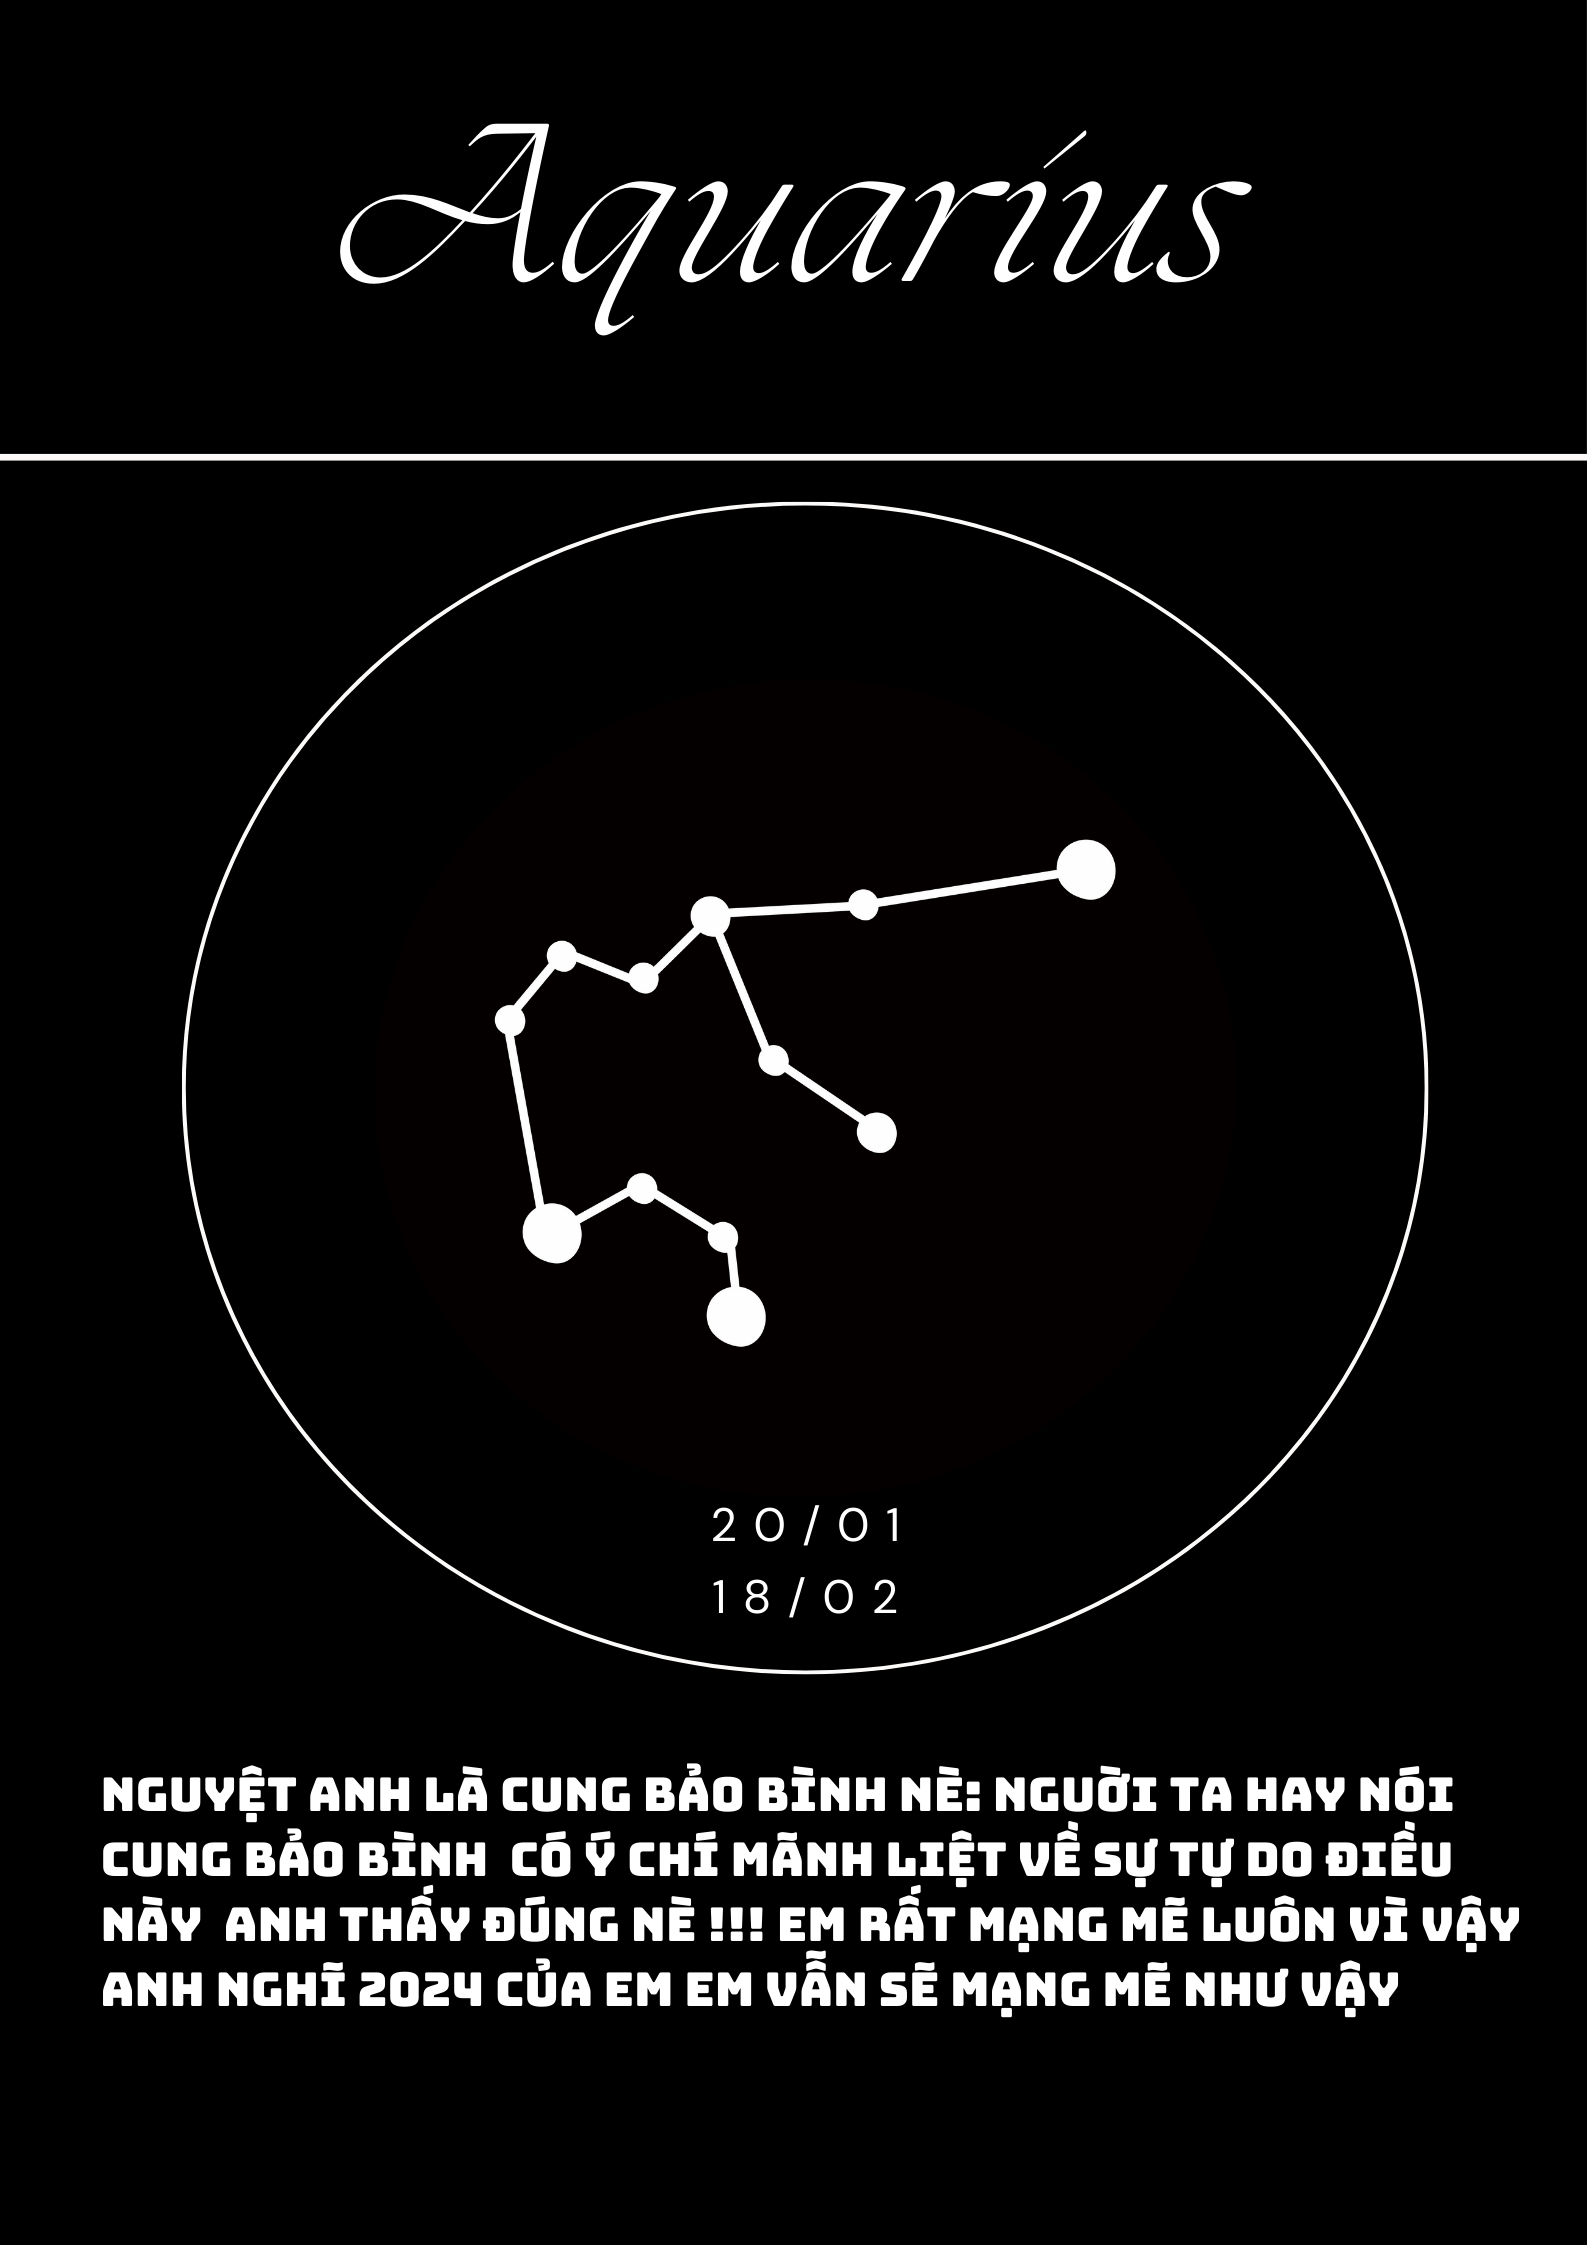 Aquaríus
20/01
18/02
NGUYỆT ANH LÀ CUNG BẢO BÌNH NÈ: NGUỜI TA HAY NÓI
CUNG BẢO BÌNH CÓ Ý CHÍ MÃNH LIỆT VỀ SỰ TỰ DO ĐIỀU
NÀY ANH THẤY ĐÚNG NÈ !!! EM RẤT MẠNG MẼ LUÔN VÌ VẬY
ANH NGHĨ 2024 CỦA EM EM VẪN SẼ MẠNG MẼ NHƯ VẬY